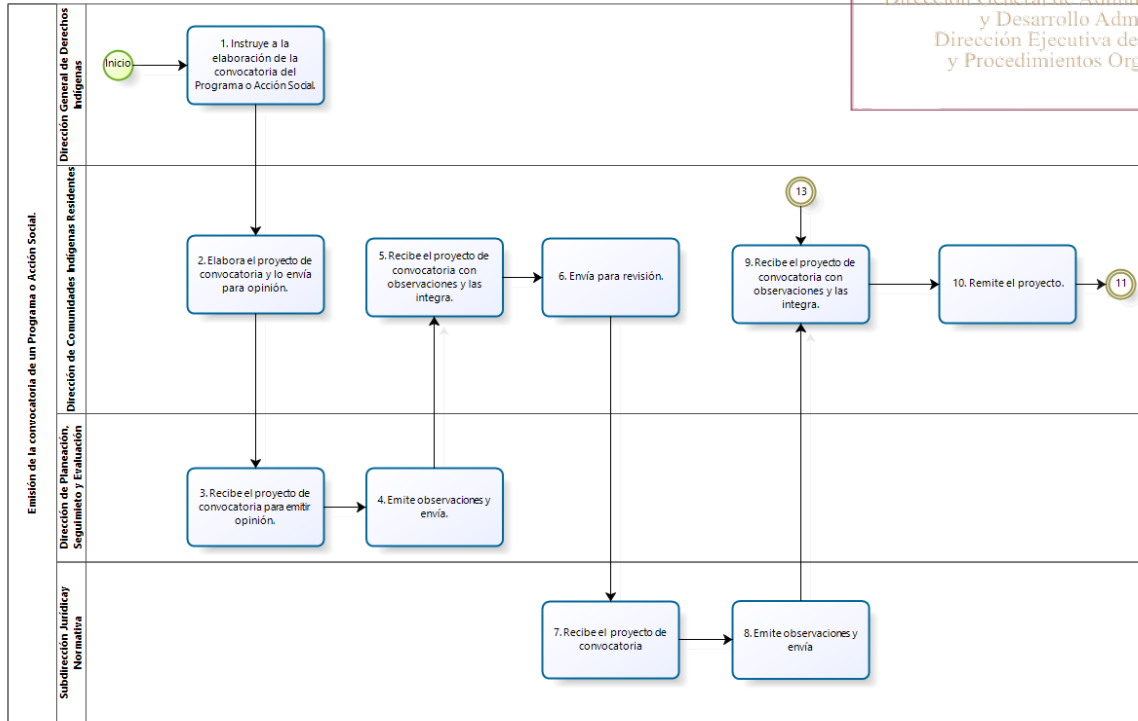 Dirección General de Administ
y Desarrollo Adm
Dirección Ejecutiva de
y Procedimientos Org
Emisión de la convocatoria de un Programa o Acción Social.
Dirección General de Derechos
Indígenas
Inicio
1. Instruye a la
elaboración de la
convocatoria del
Programa o Acción Social.
Dirección de Comunidades Indígenas Residentes
2. Elabora el proyecto de
convocatoria y lo envía
para opinión.
5. Recibe el proyecto de
convocatoria con
observaciones y las
integra.
6. Envía para revisión.
13
9. Recibe el proyecto de
convocatoria con
observaciones y las
integra.
10. Remite el proyecto.
11
Dirección de Planeación,
Seguimieto y Evaluación
3. Recibe el proyecto de
convocatoria para emitir
opinión.
4. Emite observaciones y
envía.
Subdirección Jurídica y
Normativa
7. Recibe el proyecto de
convocatoria
8. Emite observaciones y
envía